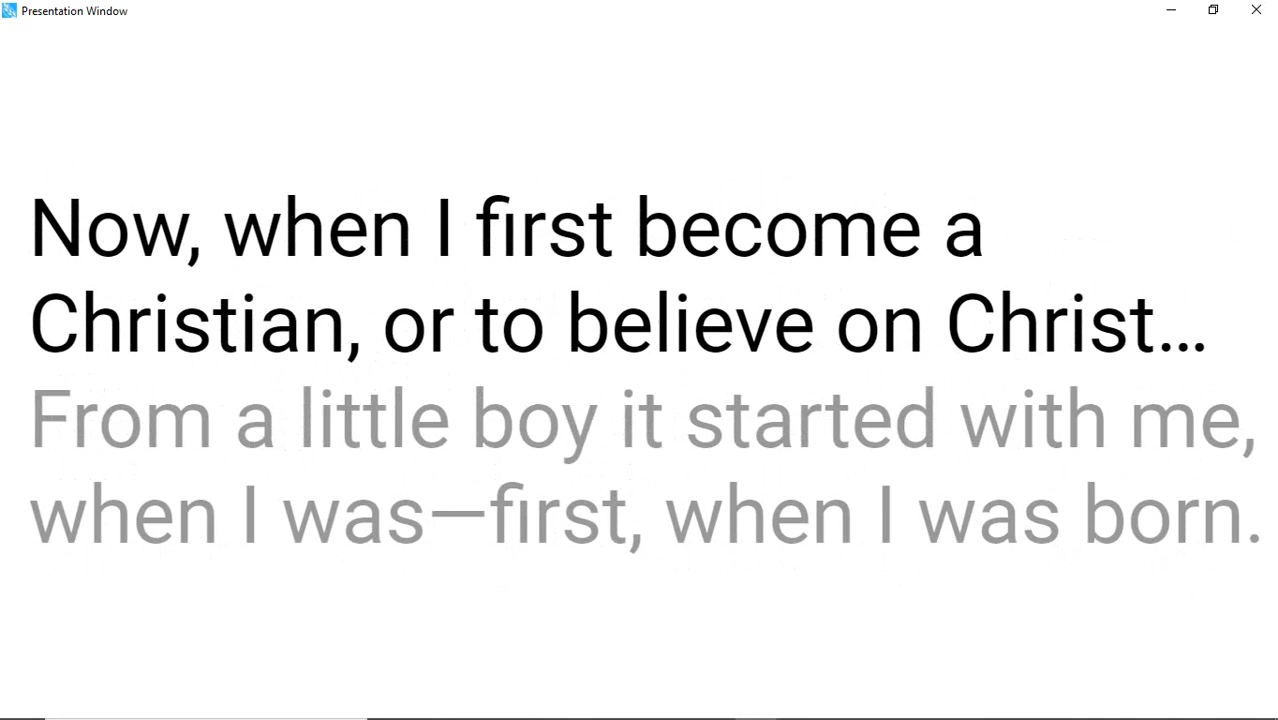 Presentation Window
Now, when I first become a
Christian, or to believe on Christ...
From a little boy it started with me,
when I was—first, when I was born.